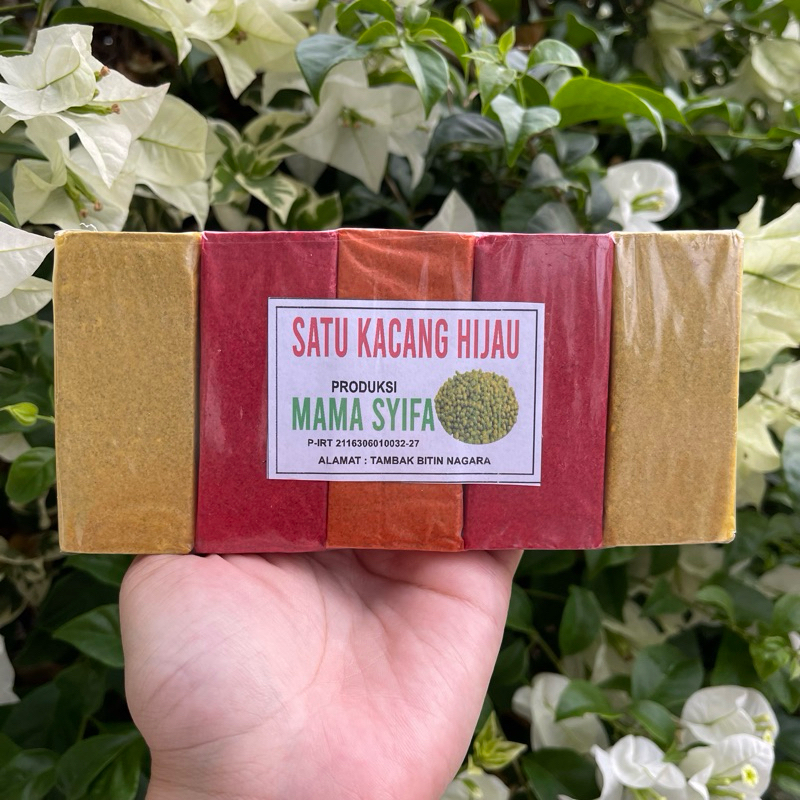 SATU KACANG HIJAU
PRODUKSI
MAMA SYIFA
P-IRT 2116306010032-27
ALAMAT : TAMBAK BITIN NAGARA